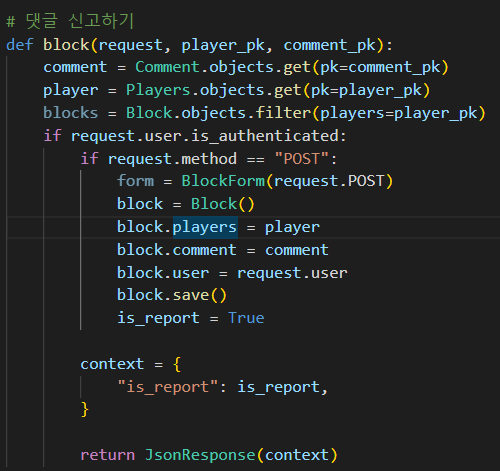 # 댓글 신고하기
def block(request, player_pk, comment_pk):
    comment = Comment.objects.get(pk=comment_pk)
    player = Players.objects.get(pk=player_pk)
    blocks = Block.objects.filter(players=player_pk)
    if request.user.is_authenticated:
        if request.method == "POST":
            form = BlockForm(request.POST)
            block = Block()
            block.players = player
            block.comment = comment
            block.user = request.user
            block.save()
            is_report = True
        context = {
            "is_report": is_report,
        }
        return JsonResponse(context)